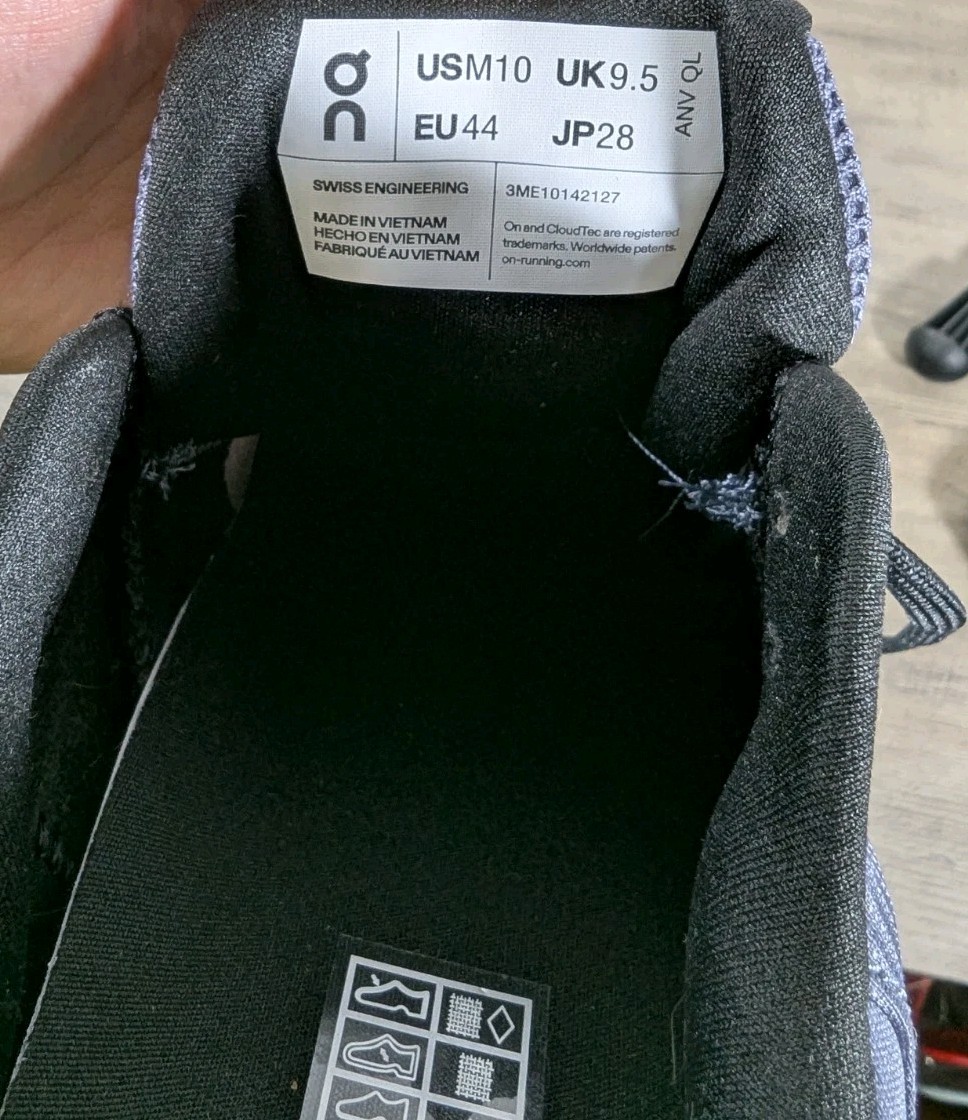 ON
USM10 UK9.5
EU44 JP28
ANV QL
SWISS ENGINEERING
MADE IN VIETNAM
HECHO EN VIETNAM
FABRIQUÉ AU VIETNAM
3ME10142127
On and CloudTec are registered
trademarks. Worldwide patents.
on-running.com